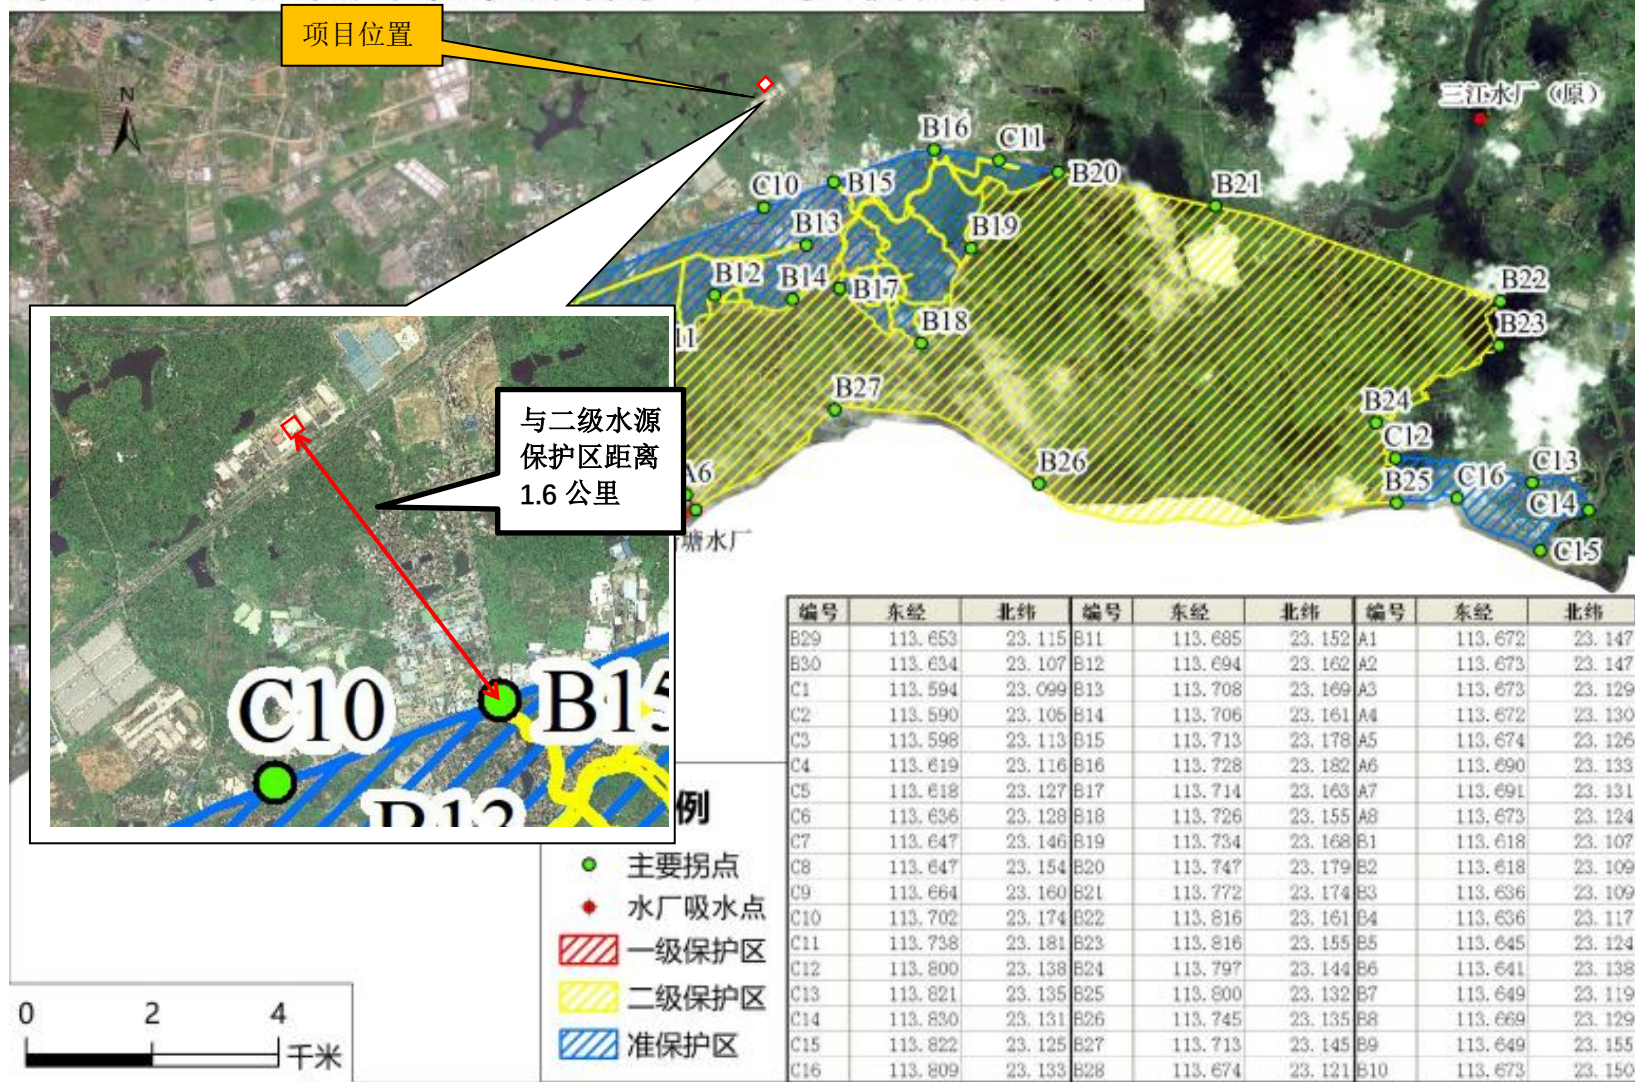 项目位置
N
三江水厂（原）
B16
C11
B20
B21
C10
B15
B13
B19
B12
B14
B17
B22
B23
B18
B27
B24
C12
B26
B25
C16
C13
C14
C15
A6
塘水厂
与二级水源
保护区距离
1.6 公里
C10
B15
例
主要拐点
水厂吸水点
一级保护区
二级保护区
准保护区
0 2 4
千米
编号 东经 北纬 编号 东经 北纬 编号 东经 北纬
B29 113.653 23.115 B11 113.685 23.152 A1 113.672 23.147
B30 113.634 23.107 B12 113.694 23.162 A2 113.673 23.147
C1 113.594 23.099 B13 113.708 23.169 A3 113.673 23.129
C2 113.590 23.105 B14 113.706 23.161 A4 113.672 23.130
C3 113.598 23.113 B15 113.713 23.178 A5 113.674 23.126
C4 113.619 23.116 B16 113.728 23.182 A6 113.690 23.133
C5 113.618 23.127 B17 113.714 23.163 A7 113.691 23.131
C6 113.636 23.128 B18 113.726 23.155 A8 113.673 23.124
C7 113.647 23.146 B19 113.734 23.168 B1 113.618 23.107
C8 113.647 23.154 B20 113.747 23.179 B2 113.618 23.109
C9 113.664 23.160 B21 113.772 23.174 B3 113.636 23.109
C10 113.702 23.174 B22 113.816 23.161 B4 113.636 23.117
C11 113.738 23.181 B23 113.816 23.155 B5 113.645 23.124
C12 113.800 23.138 B24 113.797 23.144 B6 113.641 23.138
C13 113.821 23.135 B25 113.800 23.132 B7 113.649 23.119
C14 113.830 23.131 B26 113.745 23.135 B8 113.669 23.129
C15 113.822 23.125 B27 113.713 23.145 B9 113.649 23.155
C16 113.809 23.133 B28 113.674 23.121 B10 113.673 23.150